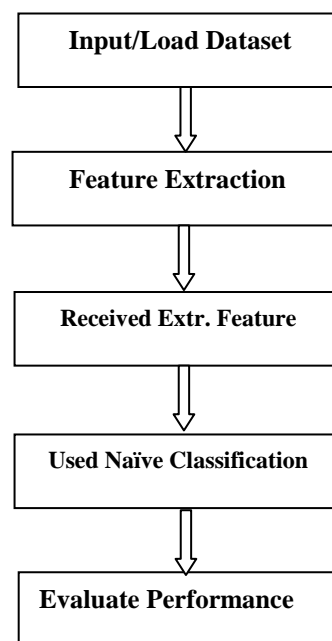 Input/Load Dataset
Feature Extraction
Received Extr. Feature
Used Naïve Classification
Evaluate Performance